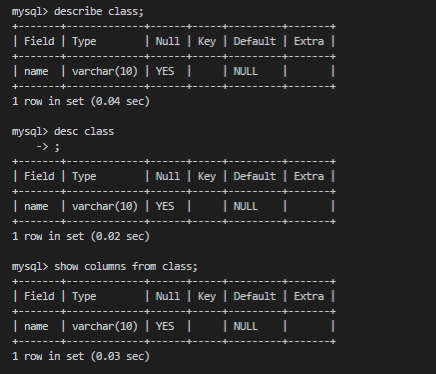 mysql> describe class;
+-------+-------------+------+-----+---------+-------+
| Field | Type        | Null | Key | Default | Extra |
+-------+-------------+------+-----+---------+-------+
| name  | varchar(10) | YES  |     | NULL    |       |
+-------+-------------+------+-----+---------+-------+
1 row in set (0.04 sec)

mysql> desc class
    -> ;
+-------+-------------+------+-----+---------+-------+
| Field | Type        | Null | Key | Default | Extra |
+-------+-------------+------+-----+---------+-------+
| name  | varchar(10) | YES  |     | NULL    |       |
+-------+-------------+------+-----+---------+-------+
1 row in set (0.02 sec)

mysql> show columns from class;
+-------+-------------+------+-----+---------+-------+
| Field | Type        | Null | Key | Default | Extra |
+-------+-------------+------+-----+---------+-------+
| name  | varchar(10) | YES  |     | NULL    |       |
+-------+-------------+------+-----+---------+-------+
1 row in set (0.03 sec)